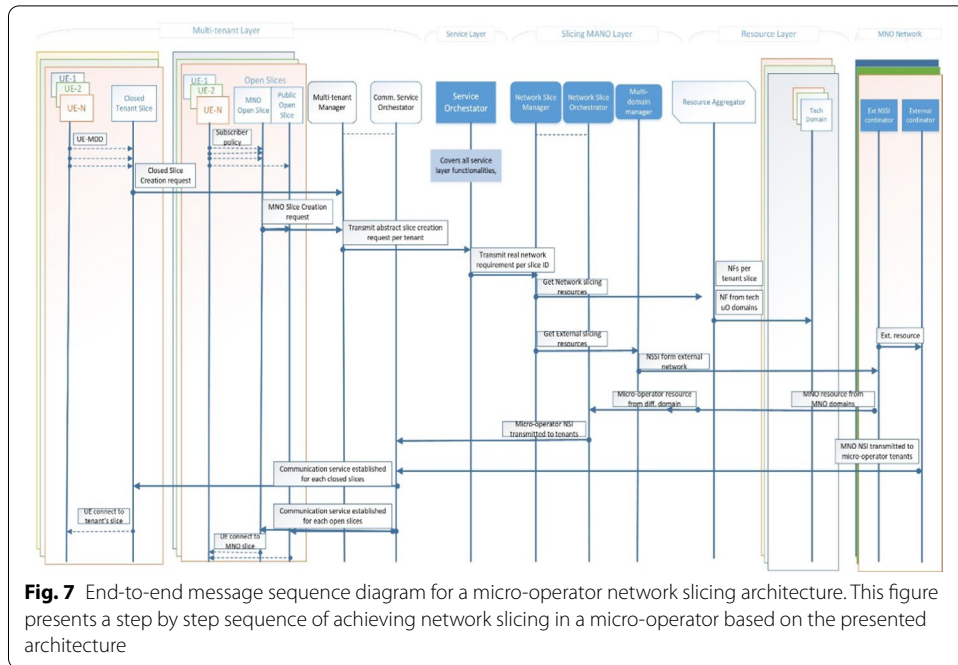 Multi-tenant Layer
Service Layer
Slicing MANO Layer
Resource Layer
MNO Network
UE-1
UE-2
UE-N
Closed
Tenant Slice
UE-1
UE-2
UE-N
Open Slices
MNO
Open Slice
Public
Open
Slice
Multi-tenant
Manager
Comm. Service
Orchestrator
Service
Orchestrator
Network Slice
Manager
Network Slice
Orchestrator
Multi-
domain
manager
Resource Aggregator
Tech
Domain
Ext NSSI
cordinator
External
cordinator
UE-MDD
Subscriber
policy
Covers all service
layer functionalities,
Closed Slice
Creation request
MNO Slice Creation
request
Transmit abstract slice creation
request per tenant
Transmit real network
requirement per slice ID
Get Network slicing
resources
NFs per
tenant slice
NF from tech
uO domains
Get External slicing
resources
Ext. resource
NSSI form external
network
Micro-operator resource
from diff. domain
MNO resource from
MNO domains
Micro-operator NSI
transmitted to tenants
MNO NSI transmitted to
micro-operator tenants
Communication service established
for each closed slices
UE connect to
tenant's slice
Communication service established
for each open slices
UE connect to
MNO slice
Fig. 7 End-to-end message sequence diagram for a micro-operator network slicing architecture. This figure
presents a step by step sequence of achieving network slicing in a micro-operator based on the presented
architecture